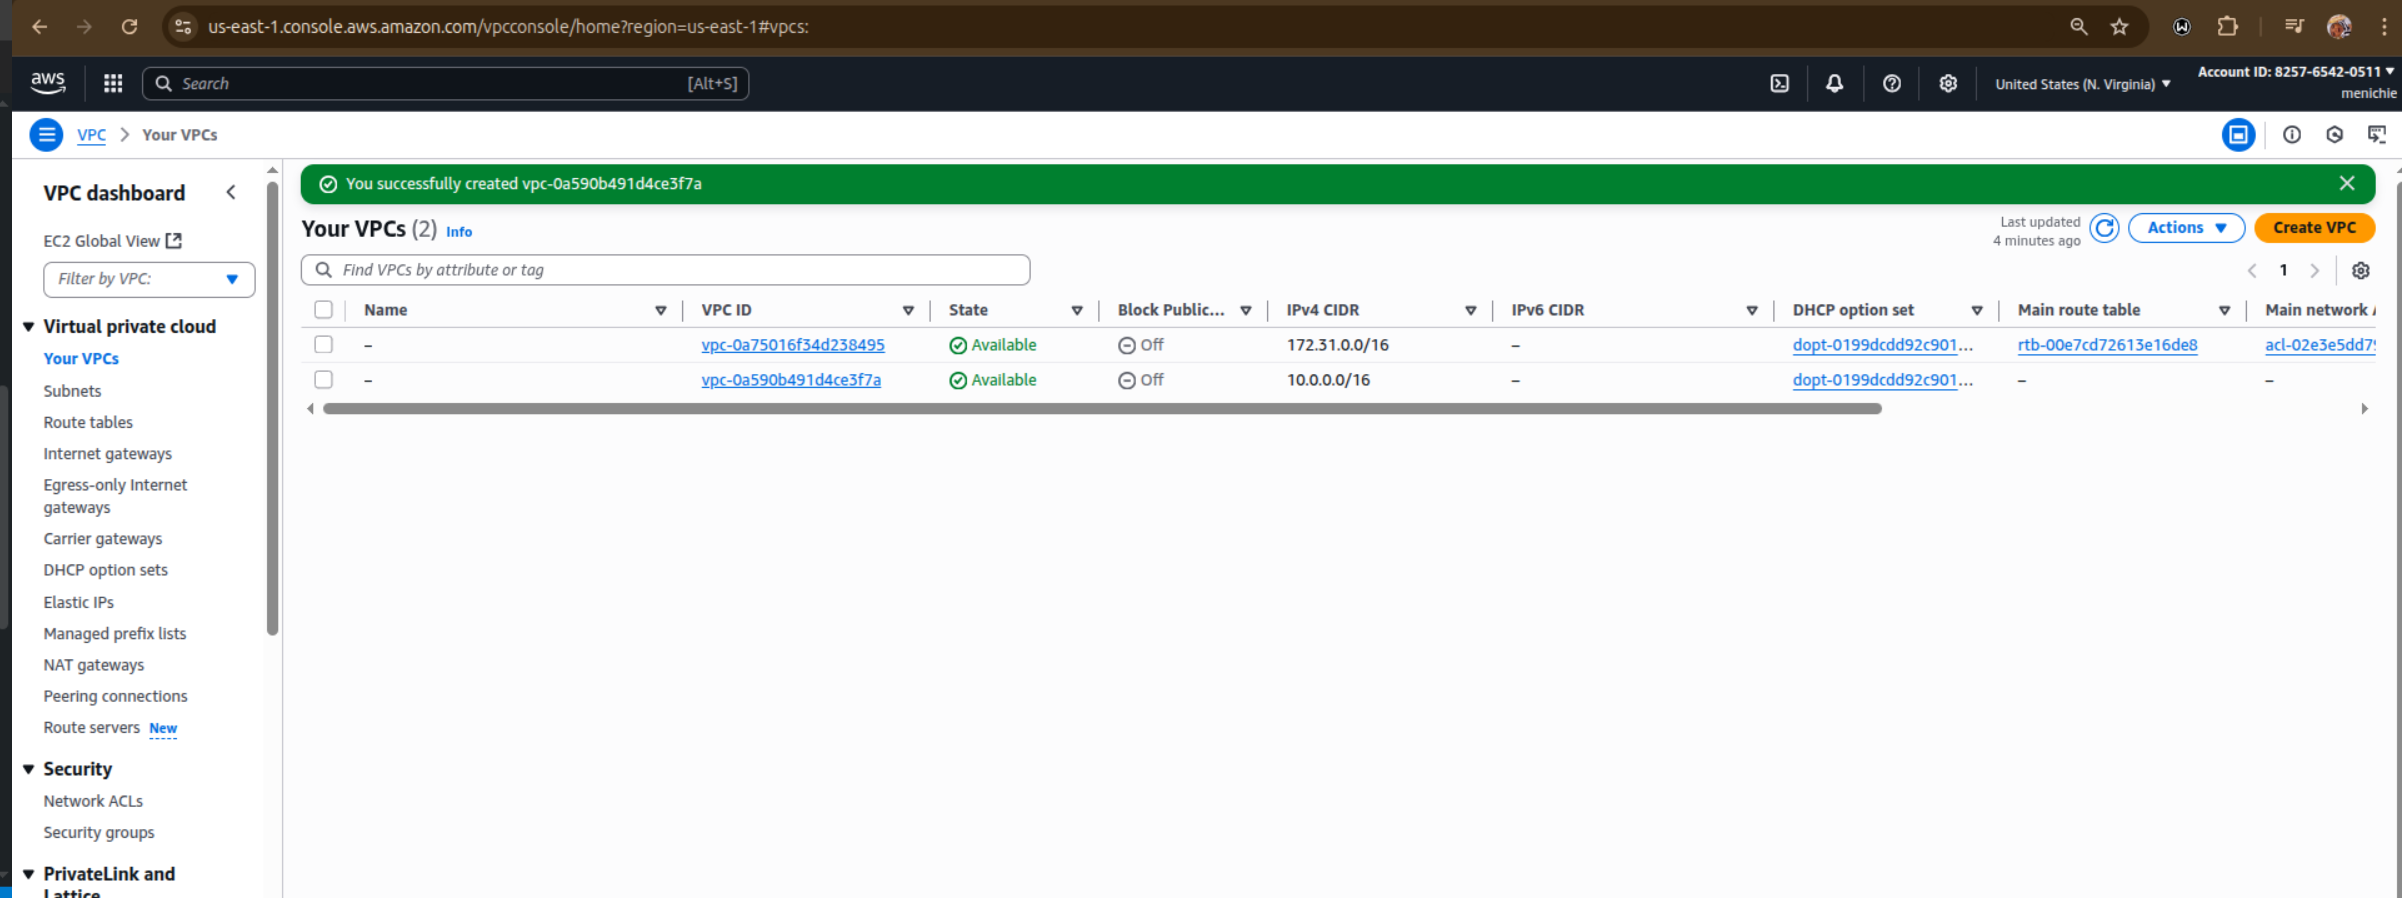 us-east-1.console.aws.amazon.com/vpcconsole/home?region=us-east-1#vpcs:
aws
Search [Alt+S]
United States (N. Virginia)
Account ID: 8257-6542-0511
menichie
VPC > Your VPCs
VPC dashboard
EC2 Global View
Filter by VPC:
Virtual private cloud
Your VPCs
Subnets
Route tables
Internet gateways
Egress-only Internet
gateways
Carrier gateways
DHCP option sets
Elastic IPs
Managed prefix lists
NAT gateways
Peering connections
Route servers New
Security
Network ACLs
Security groups
PrivateLink and
Lattice
You successfully created vpc-0a590b491d4ce3f7a
Your VPCs (2) Info
Last updated
4 minutes ago
Actions
Create VPC
Find VPCs by attribute or tag
1
Name VPC ID State Block Public... IPv4 CIDR IPv6 CIDR DHCP option set Main route table Main network
– vpc-0a75016f34d238495 Available Off 172.31.0.0/16 – dopt-0199dcdd92c901... rtb-00e7cd72613e16de8 acl-02e3e5dd7
– vpc-0a590b491d4ce3f7a Available Off 10.0.0.0/16 – dopt-0199dcdd92c901... – –